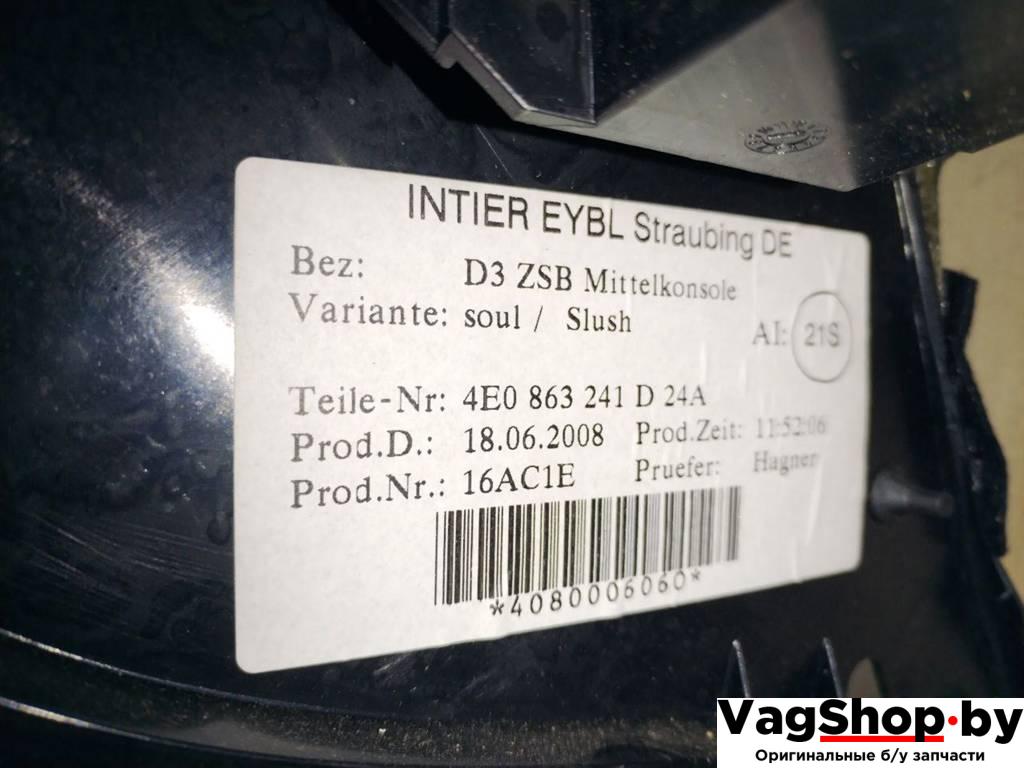 INTIER EYBL Straubing DE
Bez: D3 ZSB Mittelkonsole
Variante: soul / Slush
AI: 21S
Teile-Nr: 4E0 863 241 D 24A
Prod.D.: 18.06.2008 Prod.Zeit: 11:52:06
Prod.Nr.: 16AC1E Pruefer: Hagner
*4080006060*
VagShop.by
Оригинальные б/у запчасти